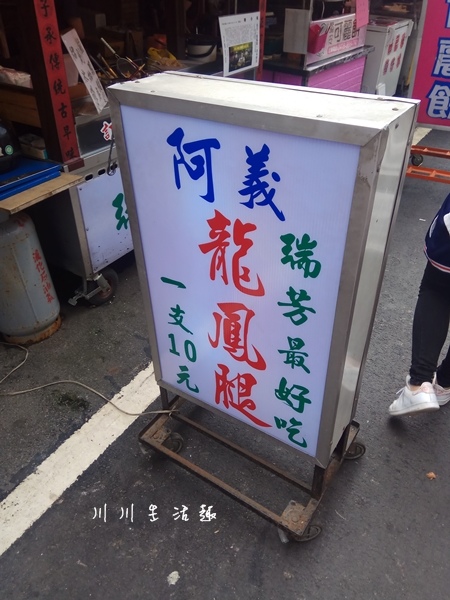 阿義
瑞芳最好吃
龍鳳腿
一支10元
川川生活趣